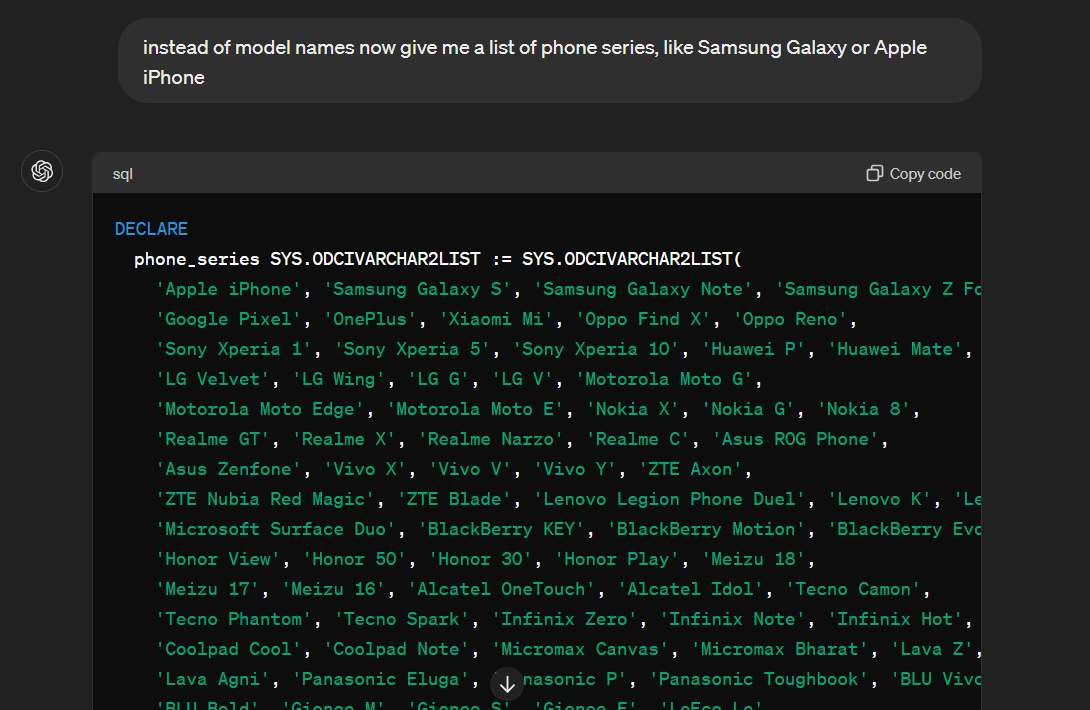 instead of model names now give me a list of phone series, like Samsung Galaxy or Apple
iPhone
sql
Copy code
DECLARE
phone_series SYS.ODCIVARCHAR2LIST := SYS.ODCIVARCHAR2LIST(
'Apple iPhone', 'Samsung Galaxy S', 'Samsung Galaxy Note', 'Samsung Galaxy Z Fo
'Google Pixel', 'OnePlus', 'Xiaomi Mi', 'Oppo Find X', 'Oppo Reno',
'Sony Xperia 1', 'Sony Xperia 5', 'Sony Xperia 10', 'Huawei P', 'Huawei Mate',
'LG Velvet', 'LG Wing', 'LG G', 'LG V', 'Motorola Moto G',
'Motorola Moto Edge', 'Motorola Moto E', 'Nokia X', 'Nokia G', 'Nokia 8',
'Realme GT', 'Realme X', 'Realme Narzo', 'Realme C', 'Asus ROG Phone',
'Asus Zenfone', 'Vivo X', 'Vivo V', 'Vivo Y', 'ZTE Axon',
'ZTE Nubia Red Magic', 'ZTE Blade', 'Lenovo Legion Phone Duel', 'Lenovo K', 'Le
'Microsoft Surface Duo', 'BlackBerry KEY', 'BlackBerry Motion', 'BlackBerry Evo
'Honor View', 'Honor 50', 'Honor 30', 'Honor Play', 'Meizu 18',
'Meizu 17', 'Meizu 16', 'Alcatel OneTouch', 'Alcatel Idol', 'Tecno Camon',
'Tecno Phantom', 'Tecno Spark', 'Infinix Zero', 'Infinix Note', 'Infinix Hot',
'Coolpad Cool', 'Coolpad Note', 'Micromax Canvas', 'Micromax Bharat', 'Lava Z',
'Lava Agni', 'Panasonic Eluga', nasonic P', 'Panasonic Toughbook', 'BLU Vivo
'BLU Bold', 'Gionee M', 'Gionee S', 'Gionee F', 'LeEco Le'